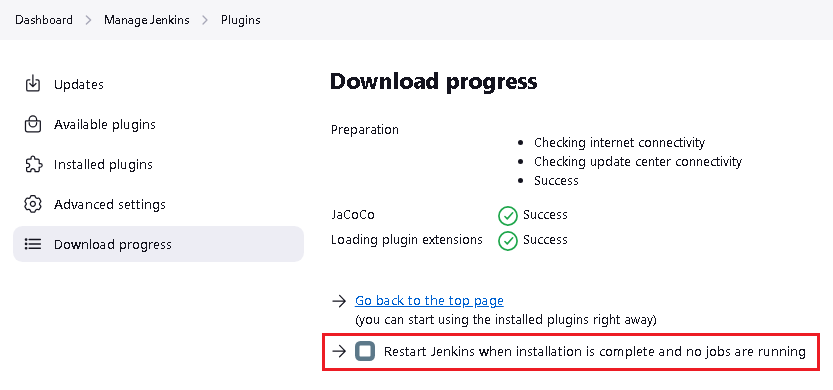 Dashboard > Manage Jenkins > Plugins
Updates
Available plugins
Installed plugins
Advanced settings
Download progress
Download progress
Preparation
• Checking internet connectivity
• Checking update center connectivity
• Success
JaCoCo Success
Loading plugin extensions Success
Go back to the top page
(you can start using the installed plugins right away)
Restart Jenkins when installation is complete and no jobs are running